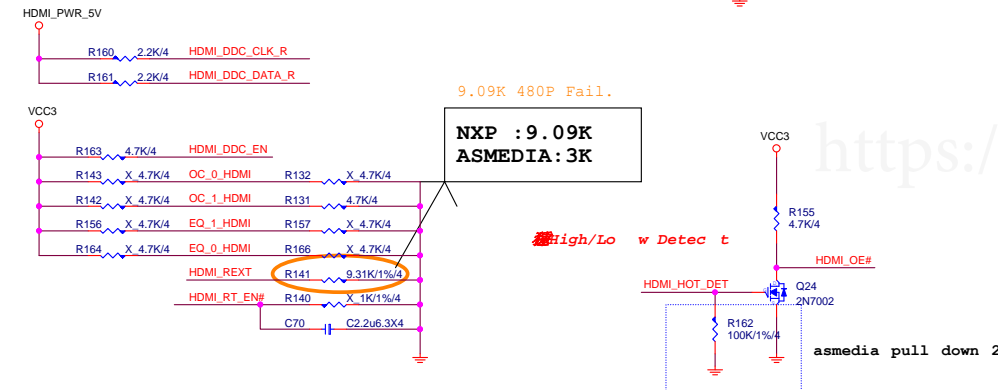 HDMI_PWR_5V
R160 2.2K/4 HDMI_DDC_CLK_R
R161 2.2K/4 HDMI_DDC_DATA_R
9.09K 480P Fail.
NXP :9.09K
ASMEDIA:3K
VCC3
R163 4.7K/4 HDMI_DDC_EN
R143 X_4.7K/4 OC_0_HDMI R132 X_4.7K/4
R142 X_4.7K/4 OC_1_HDMI R131 4.7K/4
R156 X_4.7K/4 EQ_1_HDMI R157 X_4.7K/4
R164 X_4.7K/4 EQ_0_HDMI R166 X_4.7K/4
HDMI_REXT R141 9.31K/1%/4
HDMI_RT_EN# R140 X_1K/1%/4
C70 C2.2u6.3X4
https:/
VCC3
R155
4.7K/4
High/Lo w Detec t
HDMI_OE#
HDMI_HOT_DET
Q24
2N7002
R162
100K/1%/4
asmedia pull down 2